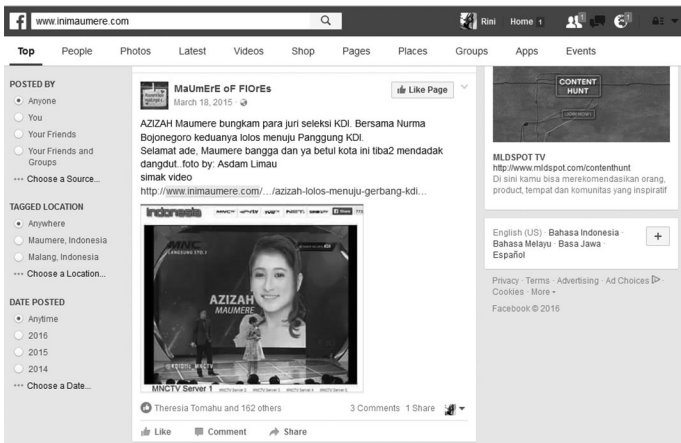 www.inimaumere.com
Rini
Home 1
1
1
Top People Photos Latest Videos Shop Pages Places Groups Apps Events
POSTED BY
Anyone
You
Your Friends
Your Friends and
Groups
Choose a Source...
TAGGED LOCATION
Anywhere
Maumere, Indonesia
Malang, Indonesia
Choose a Location...
DATE POSTED
Anytime
2016
2015
2014
Choose a Date...
MaUmErE oF FlOrEs
March 18, 2015
Like Page
AZIZAH Maumere bungkam para juri seleksi KDI. Bersama Nurma
Bojonegoro keduanya lolos menuju Panggung KDI.
Selamat ade, Maumere bangga dan ya betul kota ini tiba2 mendadak
dangdut..foto by: Asdam Limau
simak video
http://www.inimaumere.com/…/azizah-lolos-menuju-gerbang-kdi…
Indonesia
MNC
LANGSUNG STD.1
AZIZAH
MAUMERE
MNCTV Server 1
Theresia Tomahu and 162 others
3 Comments 1 Share
Like Comment Share
CONTENT
HUNT
MLDSPOT TV
http://www.mldspot.com/contenthunt
Di sini kamu bisa merekomendasikan orang,
product, tempat dan komunitas yang inspiratif
English (US) · Bahasa Indonesia ·
Bahasa Melayu · Basa Jawa ·
Español
+
Privacy · Terms · Advertising · Ad Choices ·
Cookies · More
Facebook © 2016